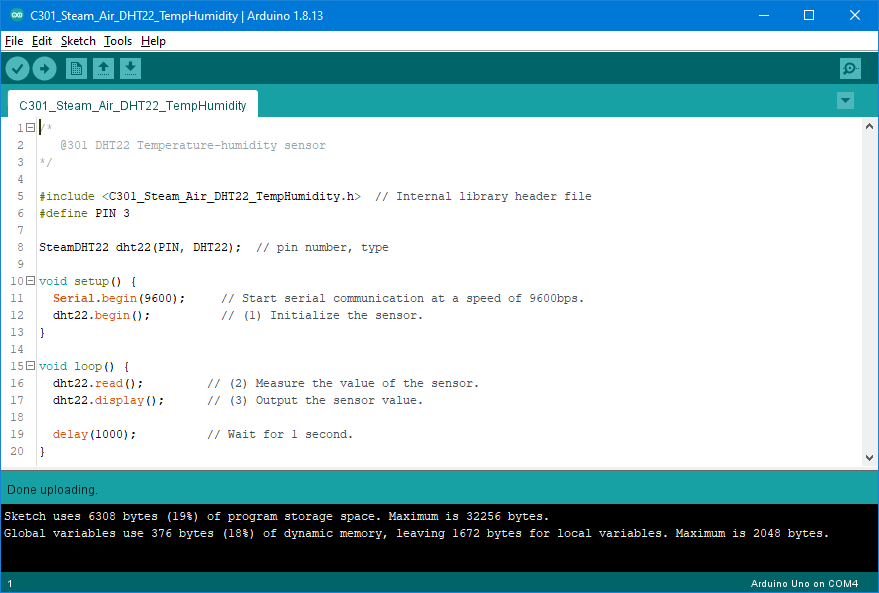 C301_Steam_Air_DHT22_TempHumidity | Arduino 1.8.13
File Edit Sketch Tools Help
C301_Steam_Air_DHT22_TempHumidity
1 /*
2 @301 DHT22 Temperature-humidity sensor
3 */
4
5 #include <C301_Steam_Air_DHT22_TempHumidity.h> // Internal library header file
6 #define PIN 3
7
8 SteamDHT22 dht22(PIN, DHT22); // pin number, type
9
10 void setup() {
11 Serial.begin(9600); // Start serial communication at a speed of 9600bps.
12 dht22.begin(); // (1) Initialize the sensor.
13 }
14
15 void loop() {
16 dht22.read(); // (2) Measure the value of the sensor.
17 dht22.display(); // (3) Output the sensor value.
18
19 delay(1000); // Wait for 1 second.
20 }
Done uploading.
Sketch uses 6308 bytes (19%) of program storage space. Maximum is 32256 bytes.
Global variables use 376 bytes (18%) of dynamic memory, leaving 1672 bytes for local variables. Maximum is 2048 bytes.
1 Arduino Uno on COM4